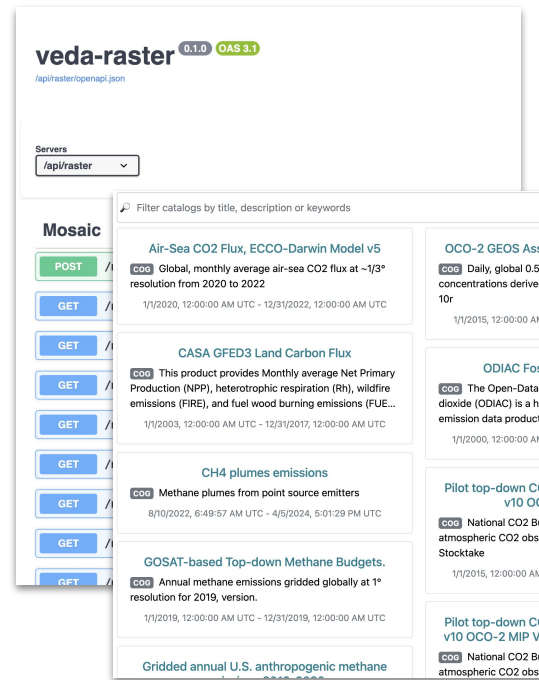 veda-raster 0.1.0 OAS 3.1
/api/raster/openapi.json
Servers
/api/raster
Mosaic
POST
GET
GET
GET
GET
GET
GET
GET
GET
Filter catalogs by title, description or keywords
Air-Sea CO2 Flux, ECCO-Darwin Model v5
COG Global, monthly average air-sea CO2 flux at ~1/3°
resolution from 2020 to 2022
1/1/2020, 12:00:00 AM UTC - 12/31/2022, 12:00:00 AM UTC
CASA GFED3 Land Carbon Flux
COG This product provides Monthly average Net Primary
Production (NPP), heterotrophic respiration (Rh), wildfire
emissions (FIRE), and fuel wood burning emissions (FUE...
1/1/2003, 12:00:00 AM UTC - 12/31/2017, 12:00:00 AM UTC
CH4 plumes emissions
COG Methane plumes from point source emitters
8/10/2022, 6:49:57 AM UTC - 4/5/2024, 5:01:29 PM UTC
GOSAT-based Top-down Methane Budgets.
COG Annual methane emissions gridded globally at 1°
resolution for 2019, version.
1/1/2019, 12:00:00 AM UTC - 12/31/2019, 12:00:00 AM UTC
Gridded annual U.S. anthropogenic methane
OCO-2 GEOS Ass
COG Daily, global 0.5
concentrations derive
10r
1/1/2015, 12:00:00 AM
ODIAC Fos
COG The Open-Data
dioxide (ODIAC) is a h
emission data product
1/1/2000, 12:00:00 AM
Pilot top-down CO
v10 OC
COG National CO2 Bu
atmospheric CO2 obs
Stocktake
1/1/2015, 12:00:00 AM
Pilot top-down CO
v10 OCO-2 MIP V
COG National CO2 Bu
atmospheric CO2 obs